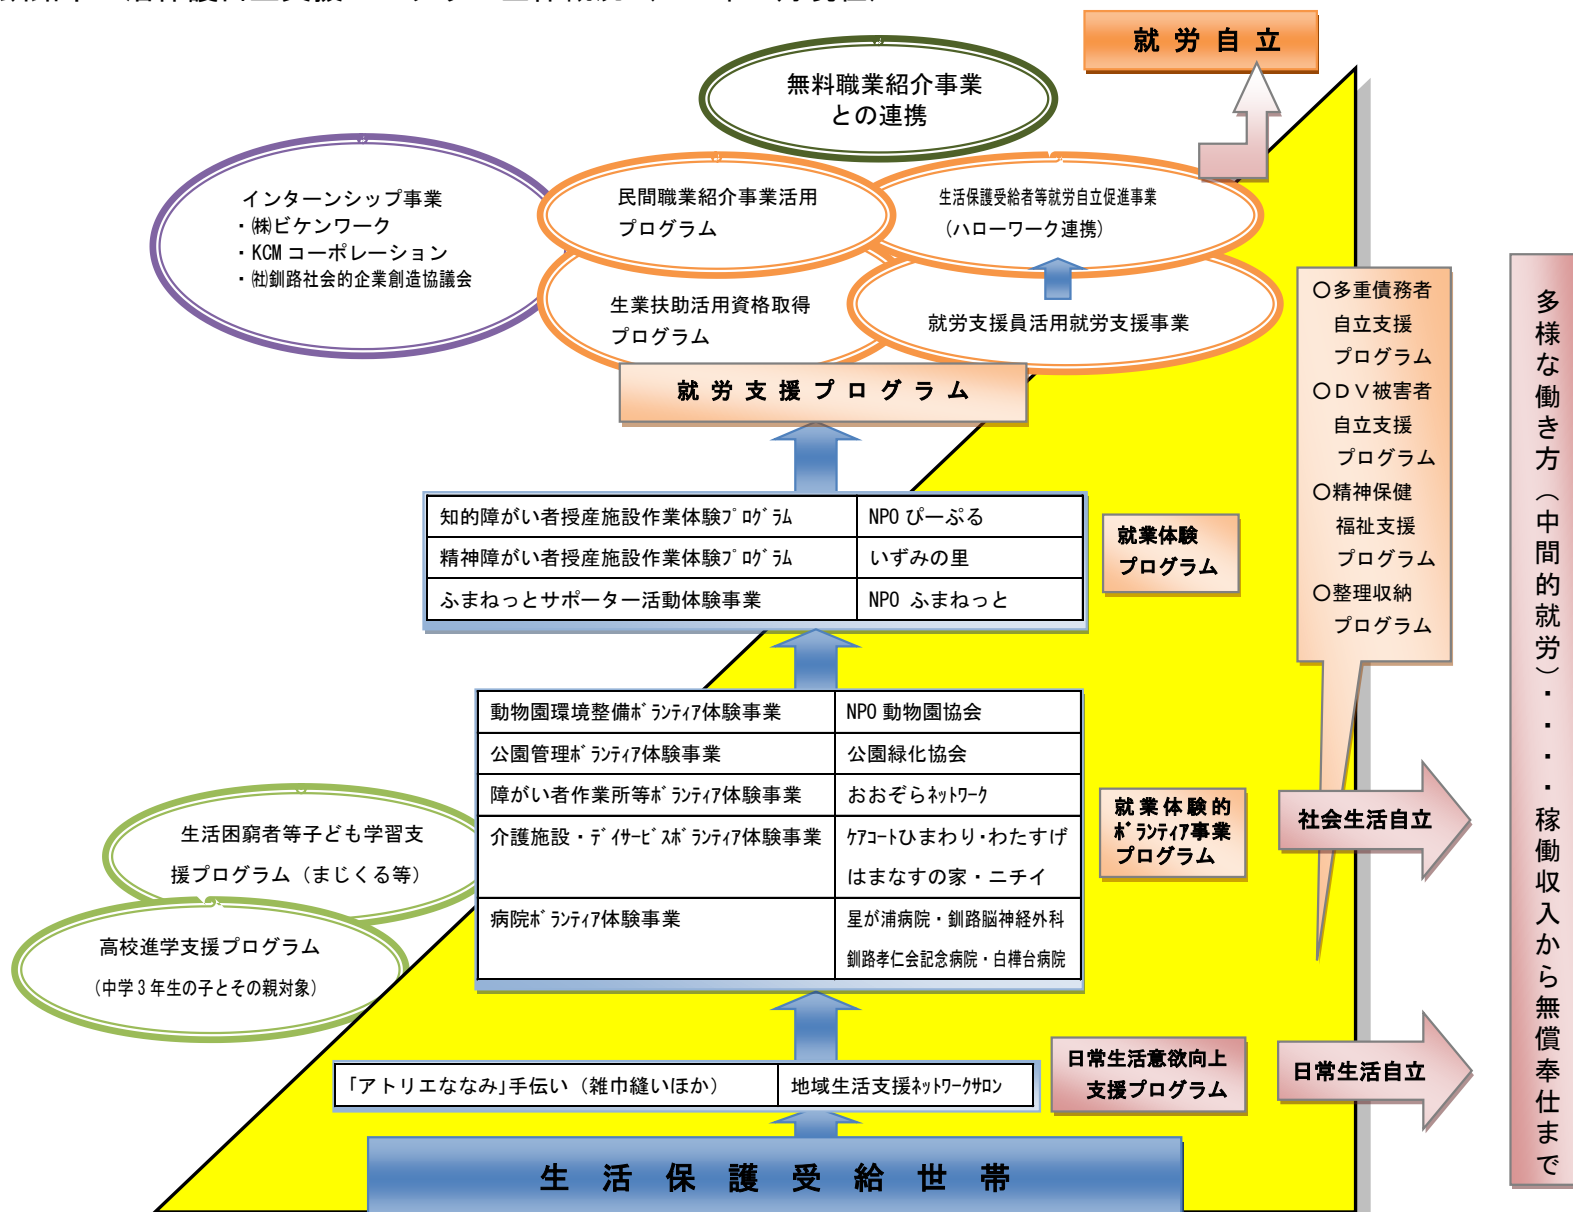 就労自立
無料職業紹介事業
との連携
インターンシップ事業
・㈱ビケンワーク
・KCMコーポレーション
・㈳釧路社会的企業創造協議会
民間職業紹介事業活用
プログラム
生活保護受給者等就労自立促進事業
(ハローワーク連携)
生業扶助活用資格取得
プログラム
就労支援員活用就労支援事業
就労支援プログラム
○多重債務者
自立支援
プログラム
○DV被害者
自立支援
プログラム
○精神保健
福祉支援
プログラム
○整理収納
プログラム
多様な働き方(中間的就労)・・・・稼働収入から無償奉仕まで
知的障がい者授産施設作業体験ﾌﾟﾛｸﾞﾗﾑ NPO ぴーぷる
精神障がい者授産施設作業体験ﾌﾟﾛｸﾞﾗﾑ いずみの里
ふまねっとサポーター活動体験事業 NPO ふまねっと
就業体験
プログラム
動物園環境整備ﾎﾞﾗﾝﾃｨｱ体験事業 NPO 動物園協会
公園管理ﾎﾞﾗﾝﾃｨｱ体験事業 公園緑化協会
障がい者作業所等ﾎﾞﾗﾝﾃｨｱ体験事業 おおぞらﾈｯﾄﾜｰｸ
介護施設・ﾃﾞｲｻｰﾋﾞｽﾎﾞﾗﾝﾃｨｱ体験事業 ｹｱｺｰﾄひまわり・わたすげ
はまなすの家・ニチイ
病院ﾎﾞﾗﾝﾃｨｱ体験事業 星が浦病院・釧路脳神経外科
釧路孝仁会記念病院・白樺台病院
就業体験的
ﾎﾞﾗﾝﾃｨｱ事業
プログラム
社会生活自立
生活困窮者等子ども学習支
援プログラム(まじくる等)
高校進学支援プログラム
(中学3年生の子とその親対象)
「アトリエななみ」手伝い(雑巾縫いほか) 地域生活支援ﾈｯﾄﾜｰｸｻﾛﾝ
日常生活意欲向上
支援プログラム
日常生活自立
生活保護受給世帯